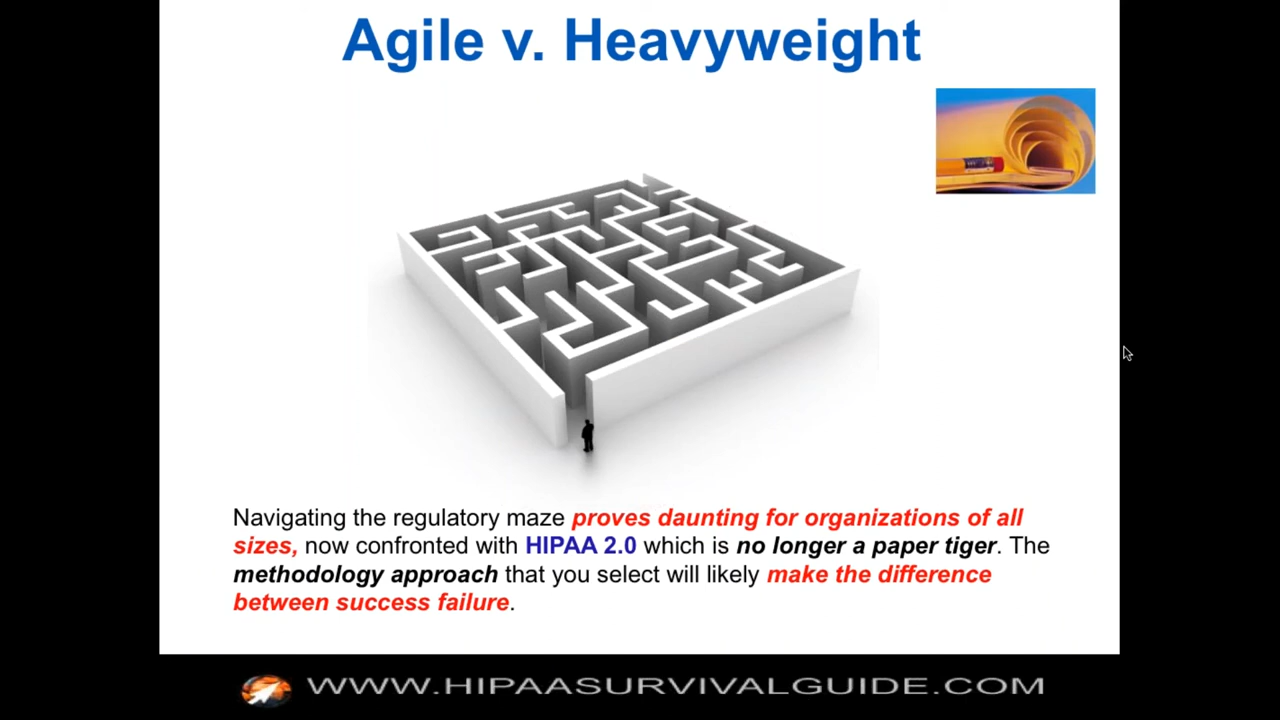 Agile v. Heavyweight
Navigating the regulatory maze proves daunting for organizations of all
sizes, now confronted with HIPAA 2.0 which is no longer a paper tiger. The
methodology approach that you select will likely make the difference
between success failure.
WWW.HIPAASURVIVALGUIDE.COM